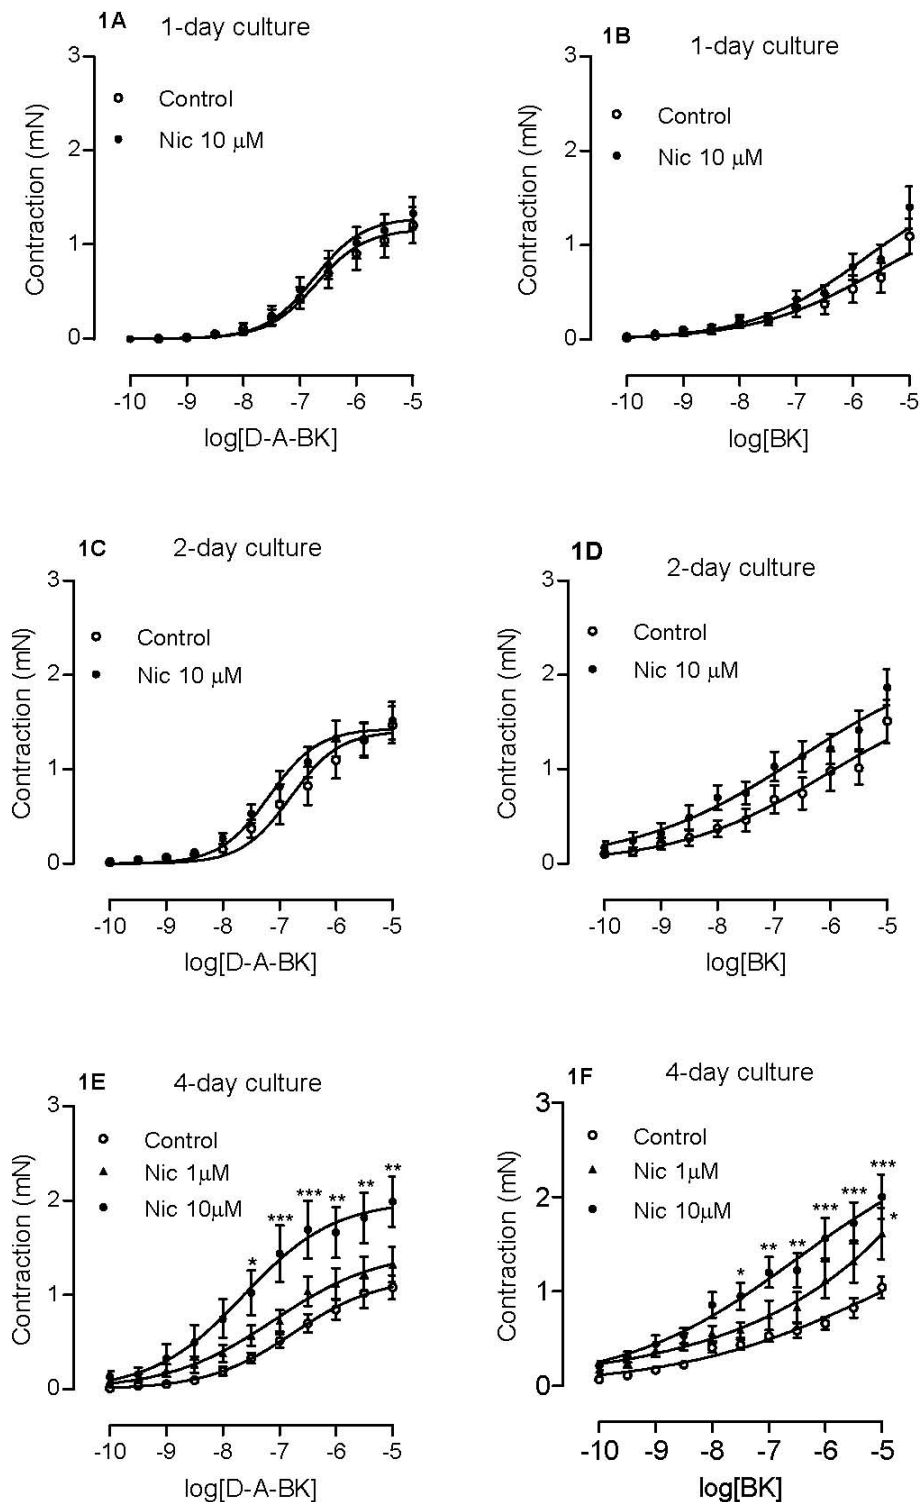 1A 1-day culture
Contraction (mN)
3
2
1
0
Control
Nic 10 μM
-10 -9 -8 -7 -6 -5
log[D-A-BK]
1B 1-day culture
Contraction (mN)
3
2
1
0
Control
Nic 10 μM
-10 -9 -8 -7 -6 -5
log[BK]
1C 2-day culture
Contraction (mN)
3
2
1
0
Control
Nic 10 μM
-10 -9 -8 -7 -6 -5
log[D-A-BK]
1D 2-day culture
Contraction (mN)
3
2
1
0
Control
Nic 10 μM
-10 -9 -8 -7 -6 -5
log[BK]
1E 4-day culture
Contraction (mN)
3
2
1
0
Control
Nic 1μM
Nic 10μM
* *** *** ** ** **
-10 -9 -8 -7 -6 -5
log[D-A-BK]
1F 4-day culture
Contraction (mN)
3
2
1
0
Control
Nic 1μM
Nic 10μM
* ** ** *** *** ***
*
-10 -9 -8 -7 -6 -5
log[BK]